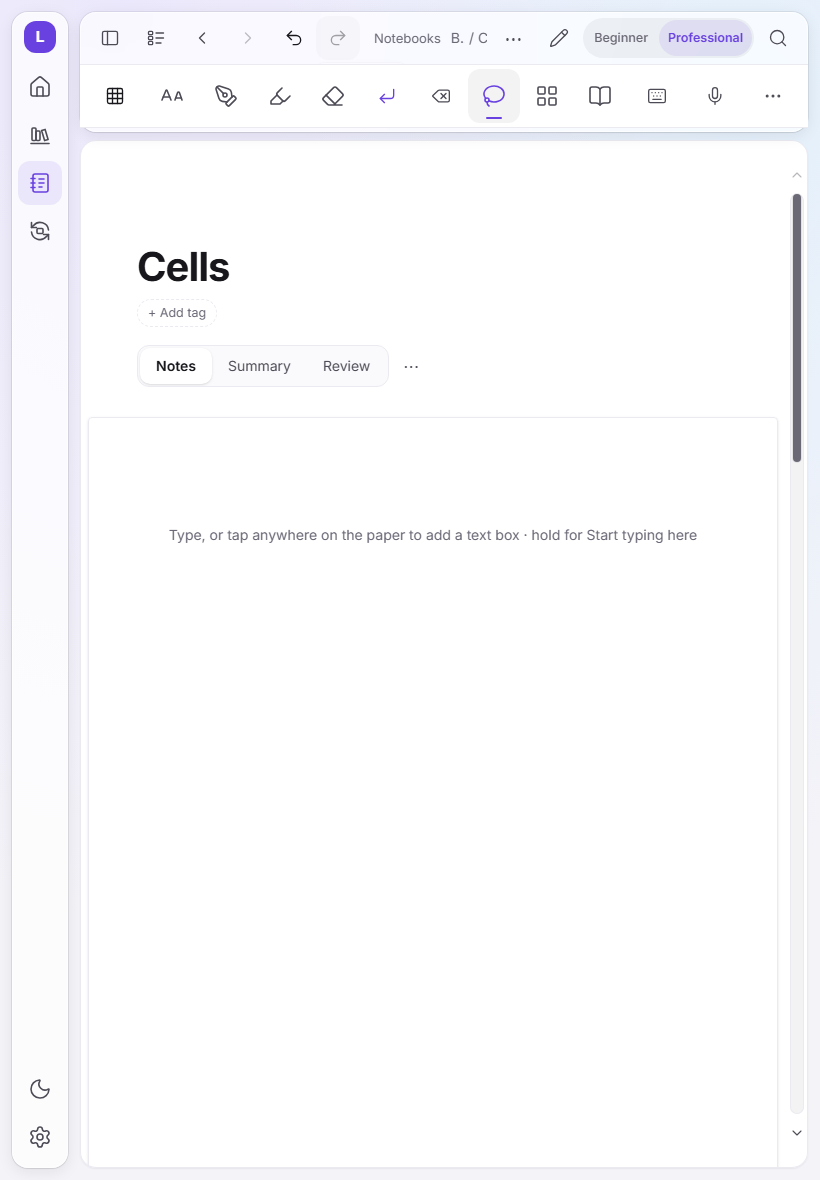 L
Notebooks B. / C
Beginner Professional
Cells
+ Add tag
Notes Summary Review
Type, or tap anywhere on the paper to add a text box · hold for Start typing here